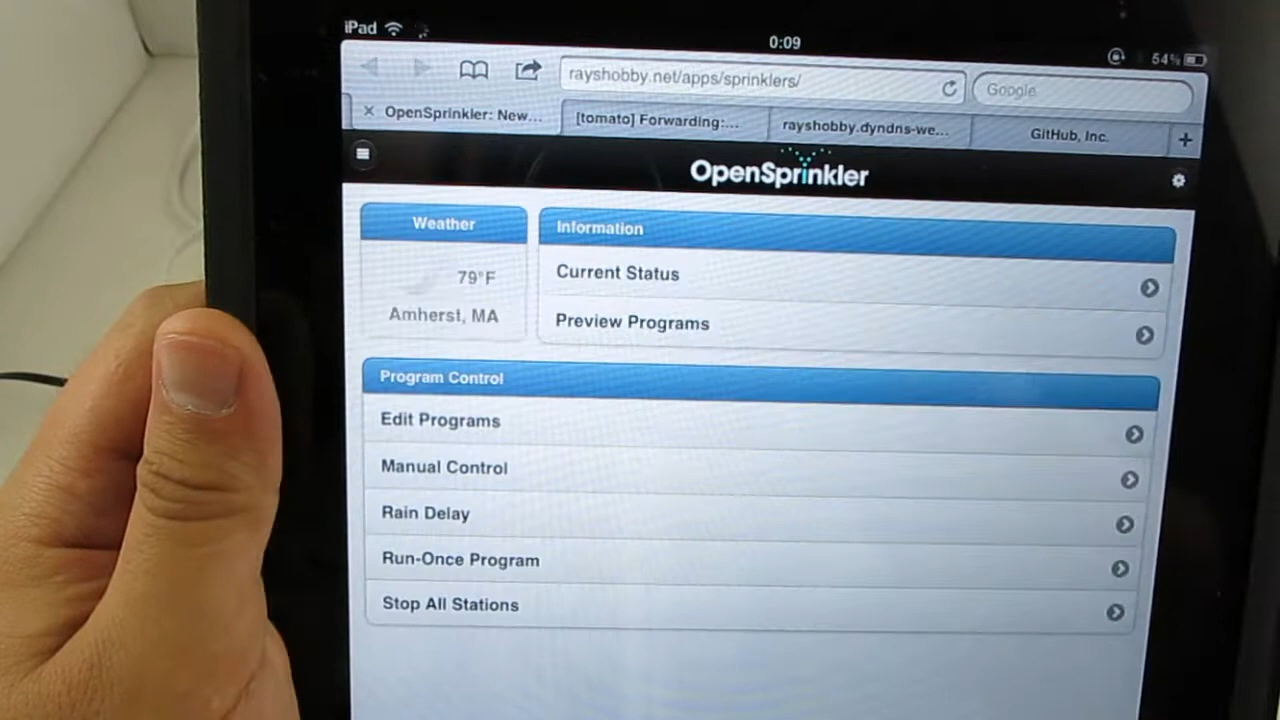 iPad
0:09
54%
rayshobby.net/apps/sprinklers/
Google
OpenSprinkler: New...
[tomato] Forwarding:...
rayshobby.dyndns-we...
GitHub, Inc.
OpenSprinkler
Weather
79°F
Amherst, MA
Information
Current Status
Preview Programs
Program Control
Edit Programs
Manual Control
Rain Delay
Run-Once Program
Stop All Stations